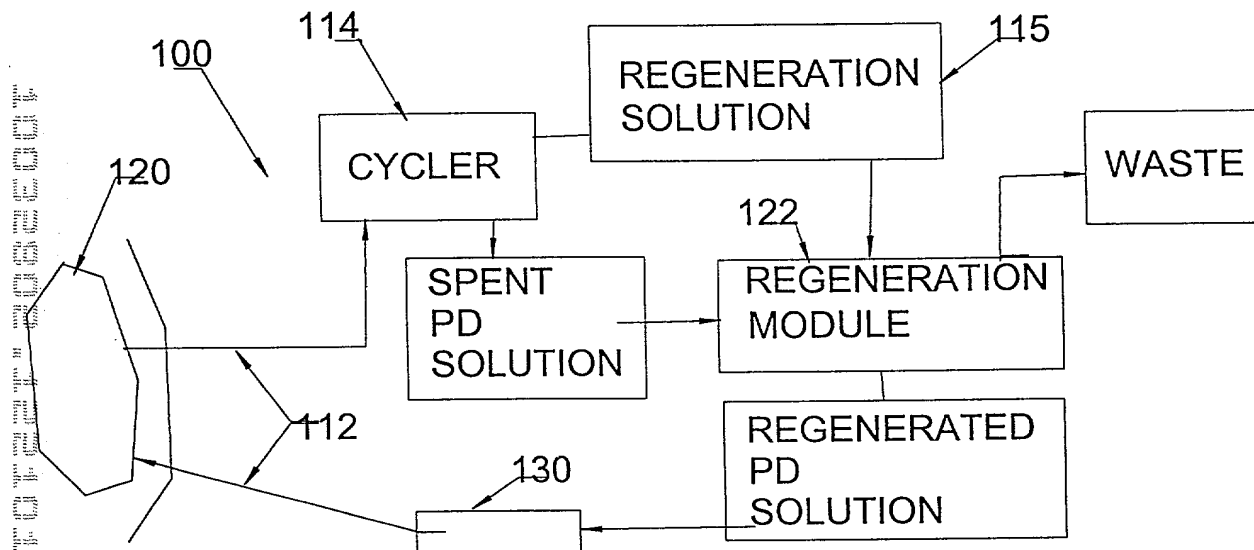 114
115
100
REGENERATION
SOLUTION
120
CYCLER
WASTE
122
SPENT
PD
SOLUTION
REGENERATION
MODULE
112
REGENERATED
PD
SOLUTION
130